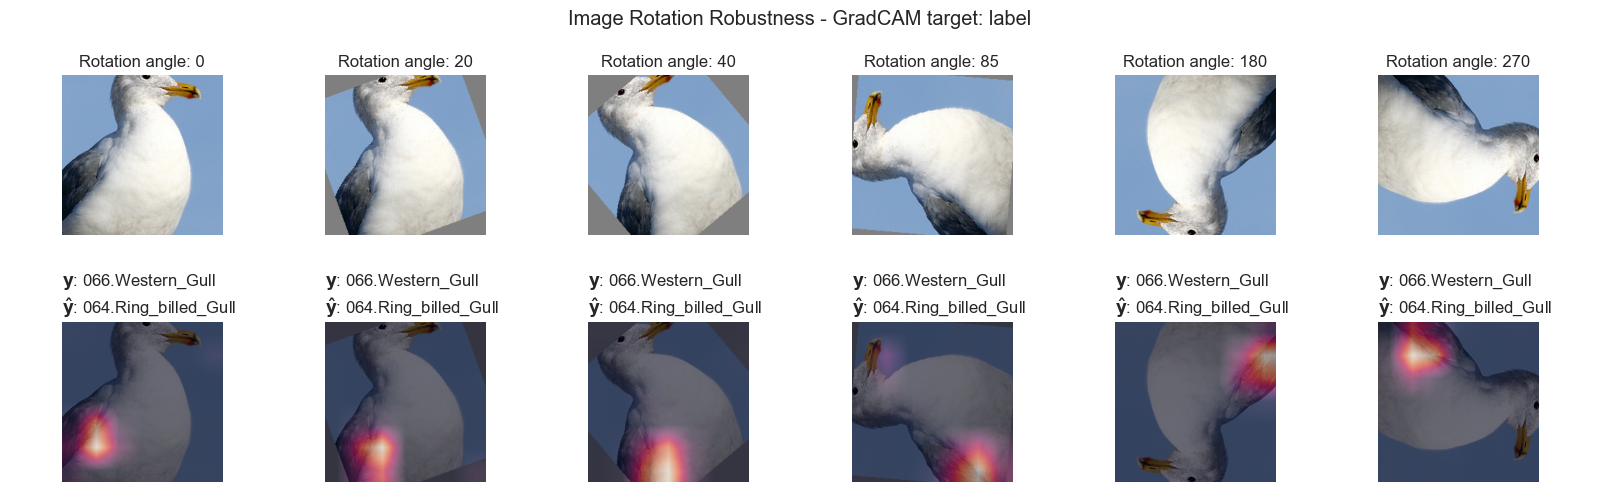 Image Rotation Robustness - GradCAM target: label
Rotation angle: 0
Rotation angle: 20
Rotation angle: 40
Rotation angle: 85
Rotation angle: 180
Rotation angle: 270
y: 066.Western_Gull
ŷ: 064.Ring_billed_Gull
y: 066.Western_Gull
ŷ: 064.Ring_billed_Gull
y: 066.Western_Gull
ŷ: 064.Ring_billed_Gull
y: 066.Western_Gull
ŷ: 064.Ring_billed_Gull
y: 066.Western_Gull
ŷ: 064.Ring_billed_Gull
y: 066.Western_Gull
ŷ: 064.Ring_billed_Gull